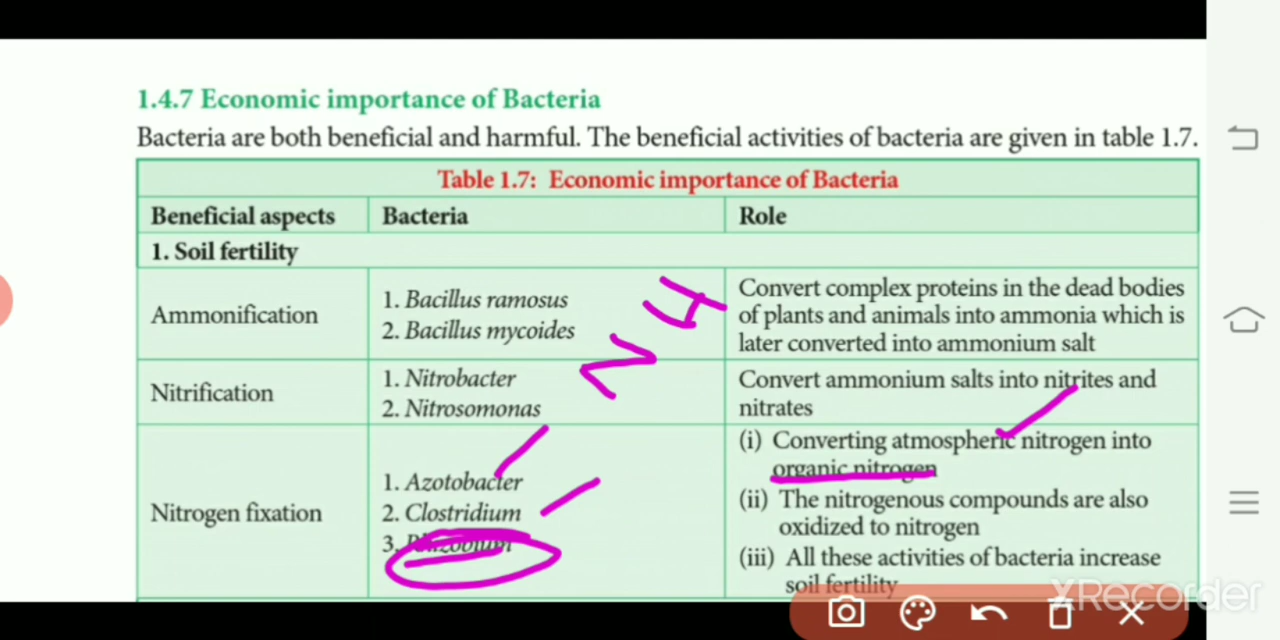 1.4.7 Economic importance of Bacteria
Bacteria are both beneficial and harmful. The beneficial activities of bacteria are given in table 1.7.
Table 1.7: Economic importance of Bacteria
Beneficial aspects Bacteria Role
1. Soil fertility
Ammonification
1. Bacillus ramosus
2. Bacillus mycoides
Convert complex proteins in the dead bodies
of plants and animals into ammonia which is
later converted into ammonium salt
Nitrification
1. Nitrobacter
2. Nitrosomonas
Convert ammonium salts into nitrites and
nitrates
Nitrogen fixation
1. Azotobacter
2. Clostridium
3. Rhizobium
(i) Converting atmospheric nitrogen into
organic nitrogen
(ii) The nitrogenous compounds are also
oxidized to nitrogen
(iii) All these activities of bacteria increase
soil fertility
XRecorder